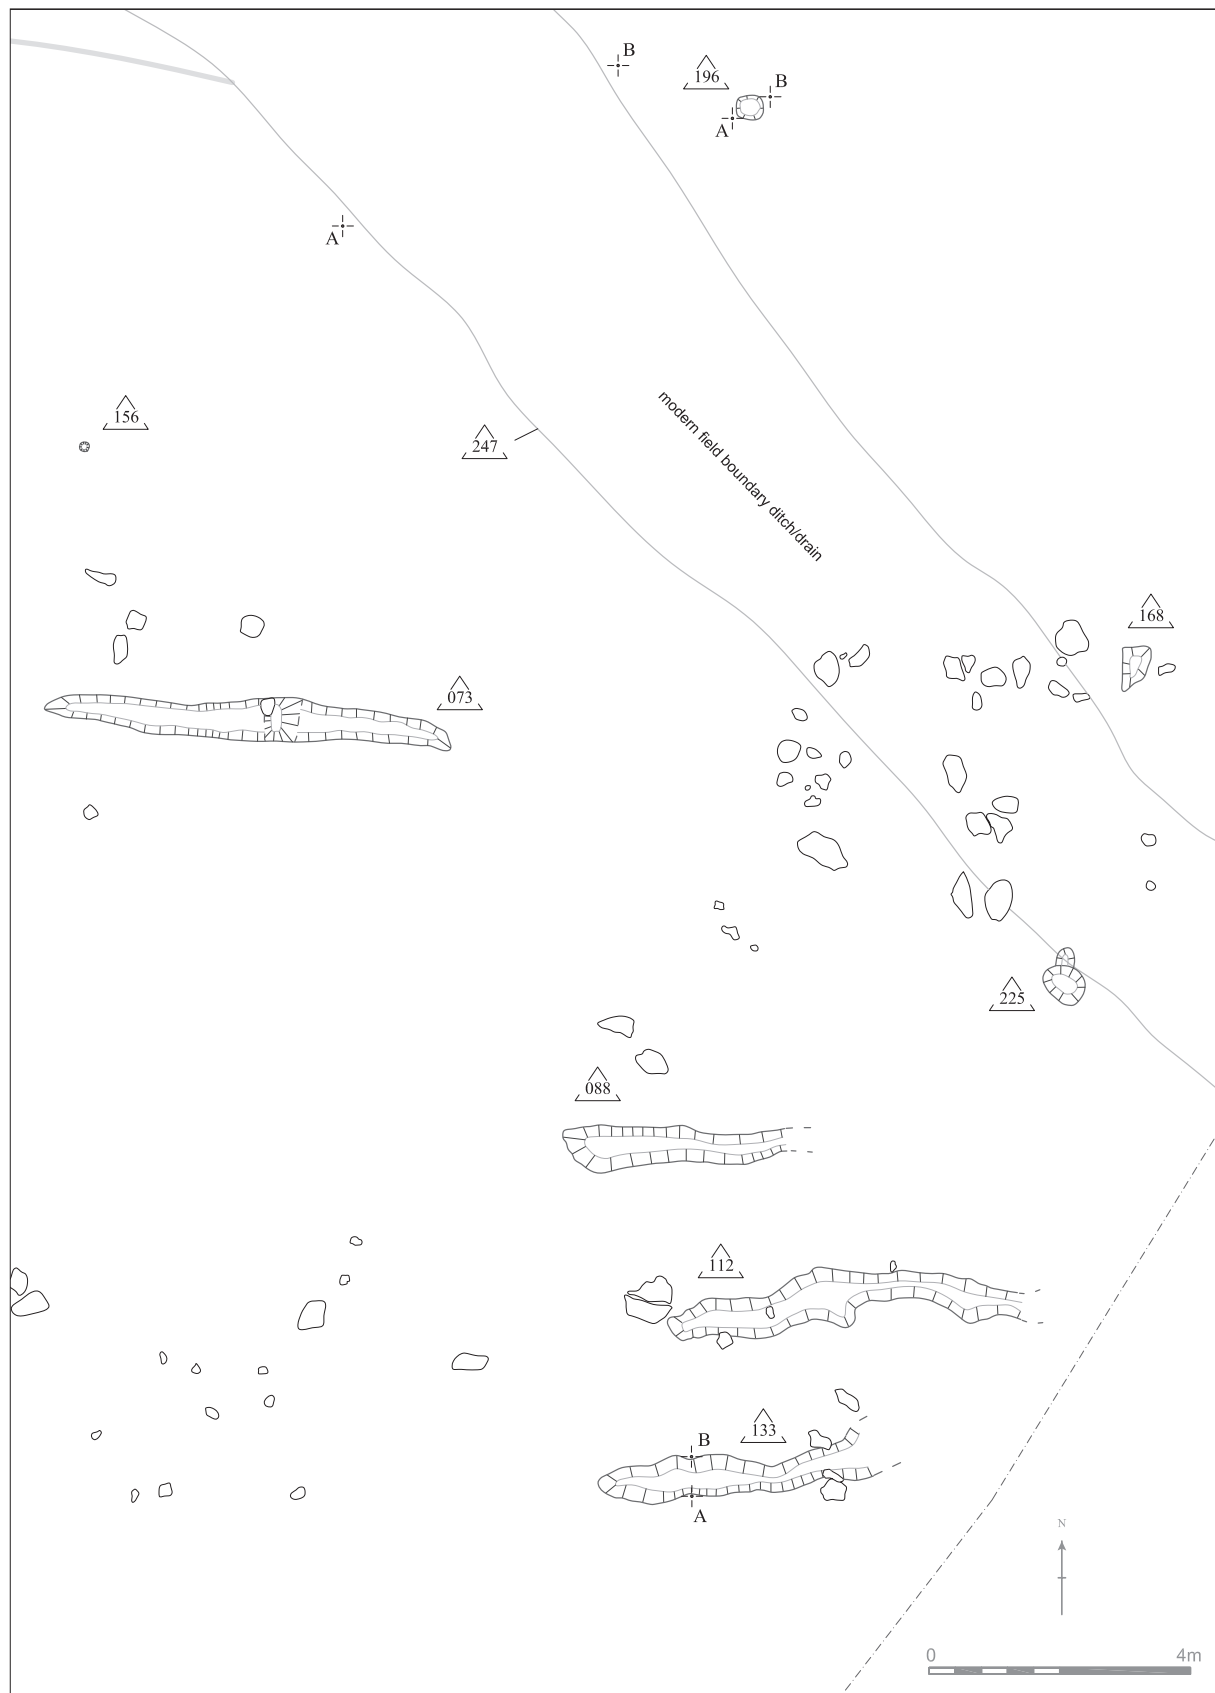 B
196
B
A
A
156
247
modern field boundary ditch/drain
168
073
225
088
112
133
B
A
N
0 4m